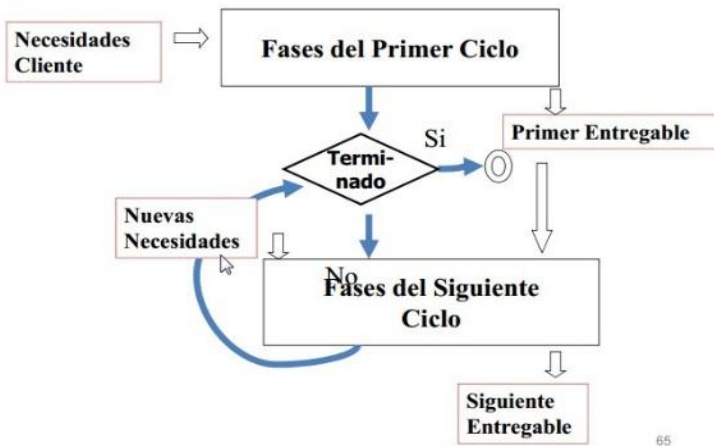 Necesidades
Cliente
Fases del Primer Ciclo
Si
Primer Entregable
Termi-
nado
Nuevas
Necesidades
No
Fases del Siguiente
Ciclo
Siguiente
Entregable
65